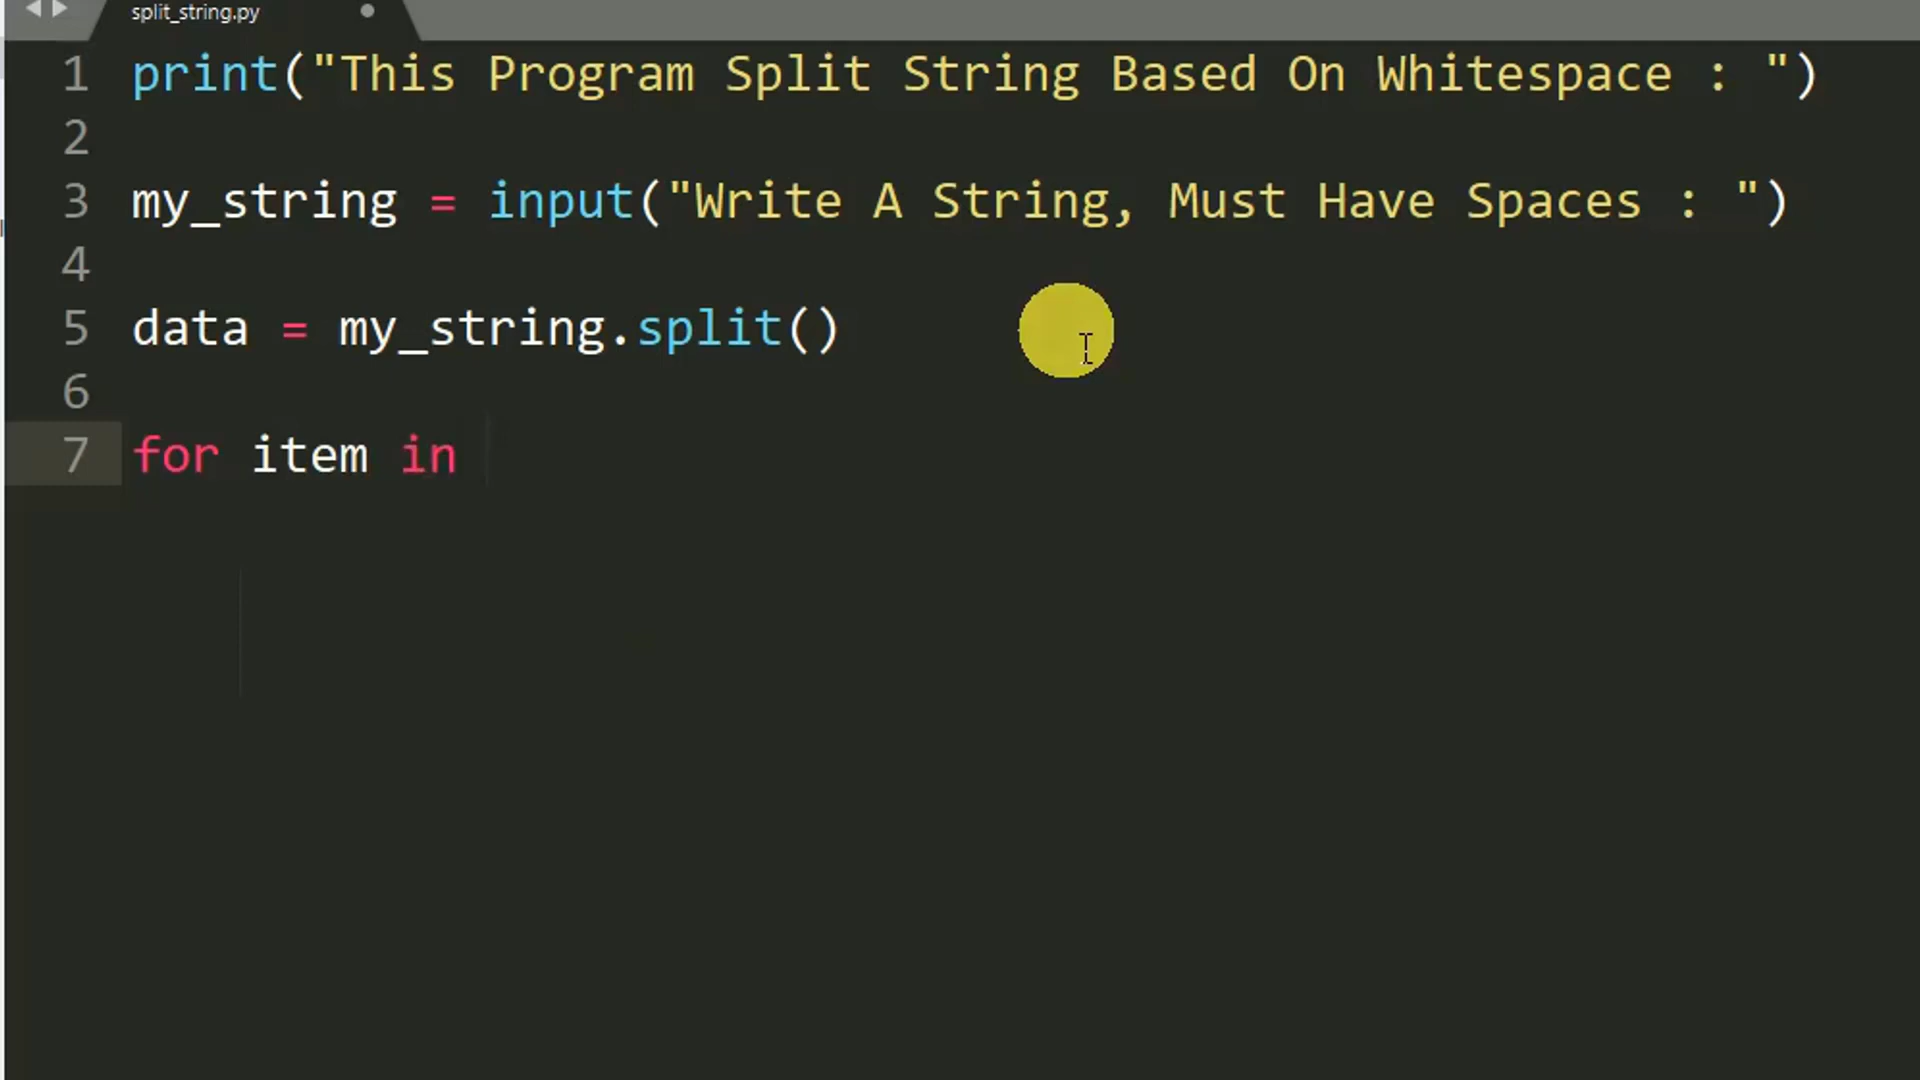 split_string.py
1 print("This Program Split String Based On Whitespace : ")
2
3 my_string = input("Write A String, Must Have Spaces : ")
4
5 data = my_string.split()
6
7 for item in